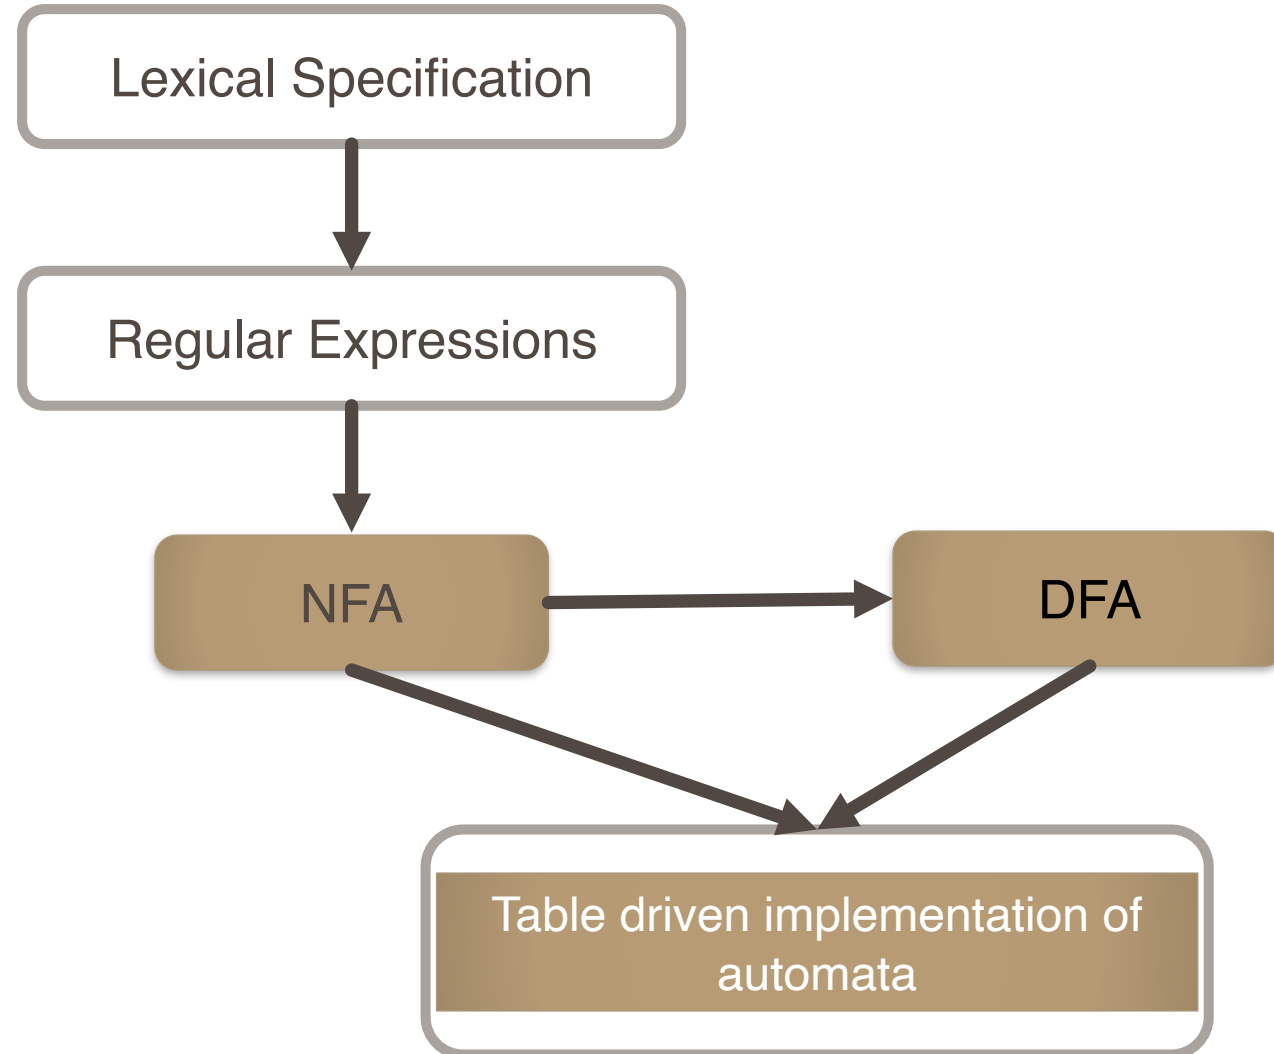 Lexical Specification
Regular Expressions
NFA
DFA
Table driven implementation of
automata